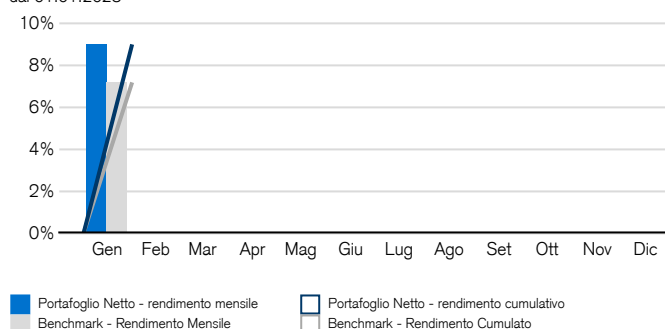 10%
8%
6%
4%
2%
0%
Gen Feb Mar Apr Mag Giu Lug Ago Set Ott Nov Dic
Portafoglio Netto - rendimento mensile Portafoglio Netto - rendimento cumulativo
Benchmark - Rendimento Mensile Benchmark - Rendimento Cumulato